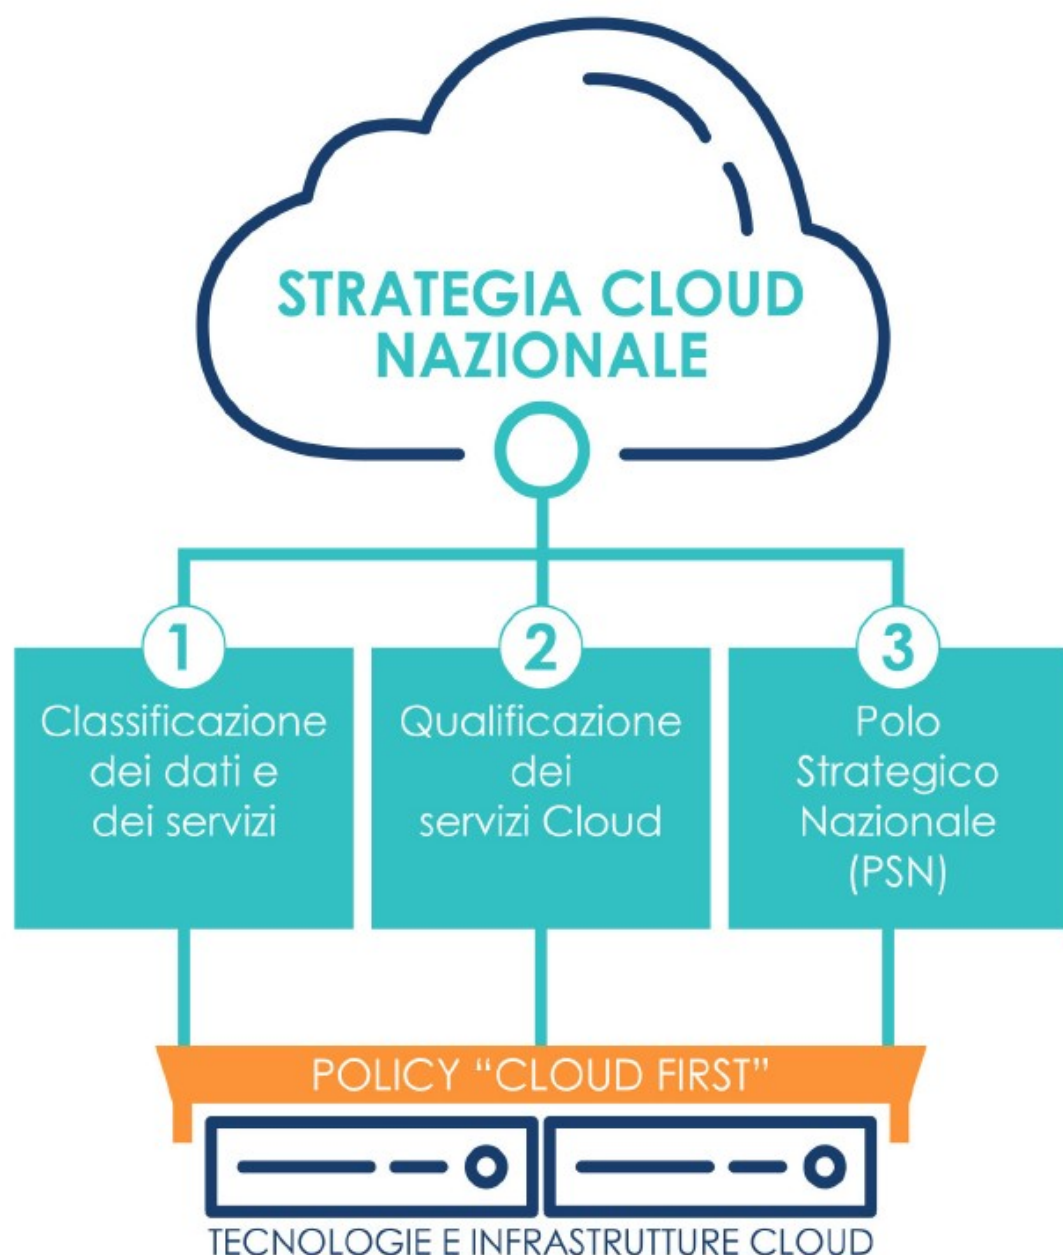 STRATEGIA CLOUD
NAZIONALE
1
Classificazione
dei dati e
dei servizi
2
Qualificazione
dei
servizi Cloud
3
Polo
Strategico
Nazionale
(PSN)
POLICY “CLOUD FIRST”
TECNOLOGIE E INFRASTRUTTURE CLOUD